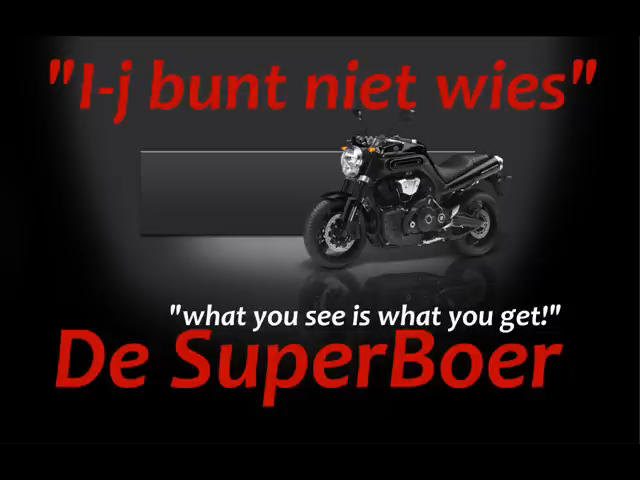 "I-j bunt niet wies"
"what you see is what you get!"
De SuperBoer